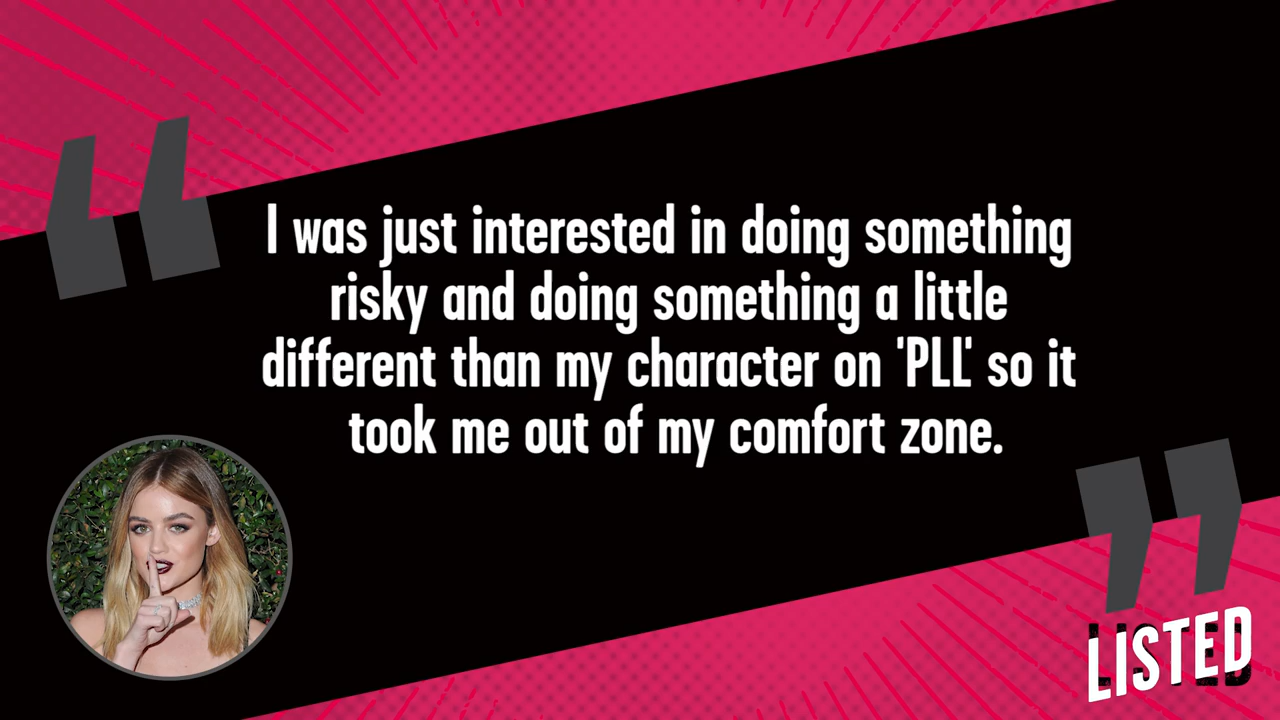 I was just interested in doing something
risky and doing something a little
different than my character on 'PLL' so it
took me out of my comfort zone.
LISTED